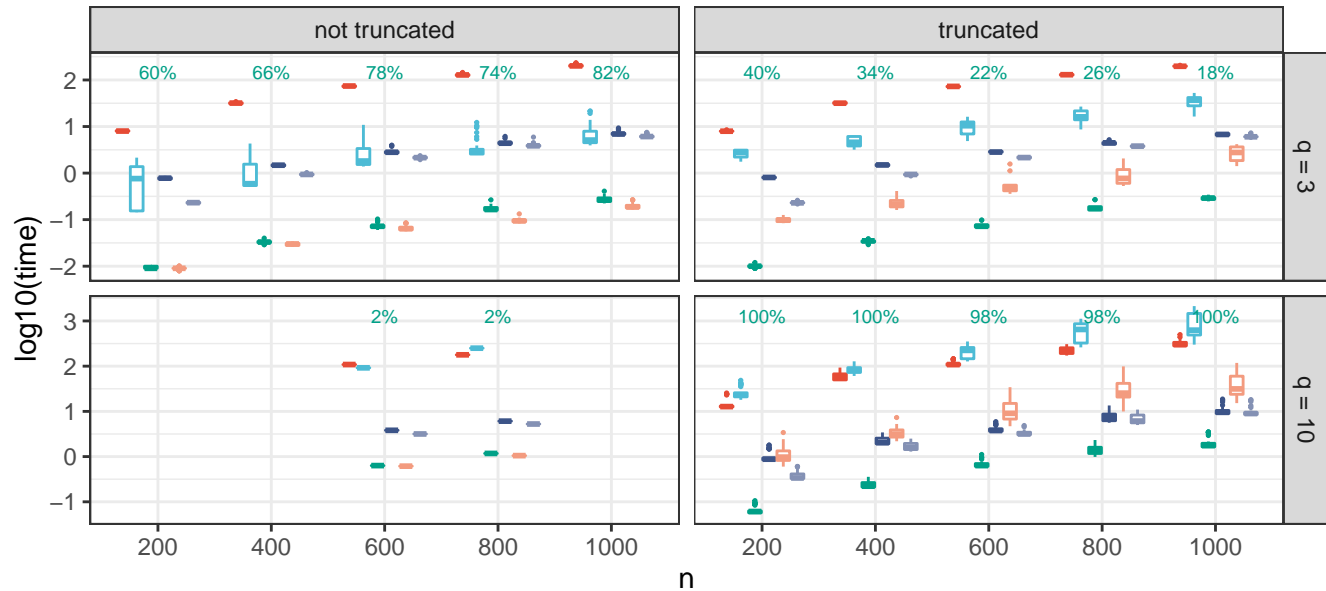 not truncated
truncated
60% 66% 78% 74% 82%
40% 34% 22% 26% 18%
2
1
0
−1
−2
q = 3
2% 2%
100% 100% 98% 98% 100%
3
2
1
0
−1
q = 10
log10(time)
200 400 600 800 1000
200 400 600 800 1000
n